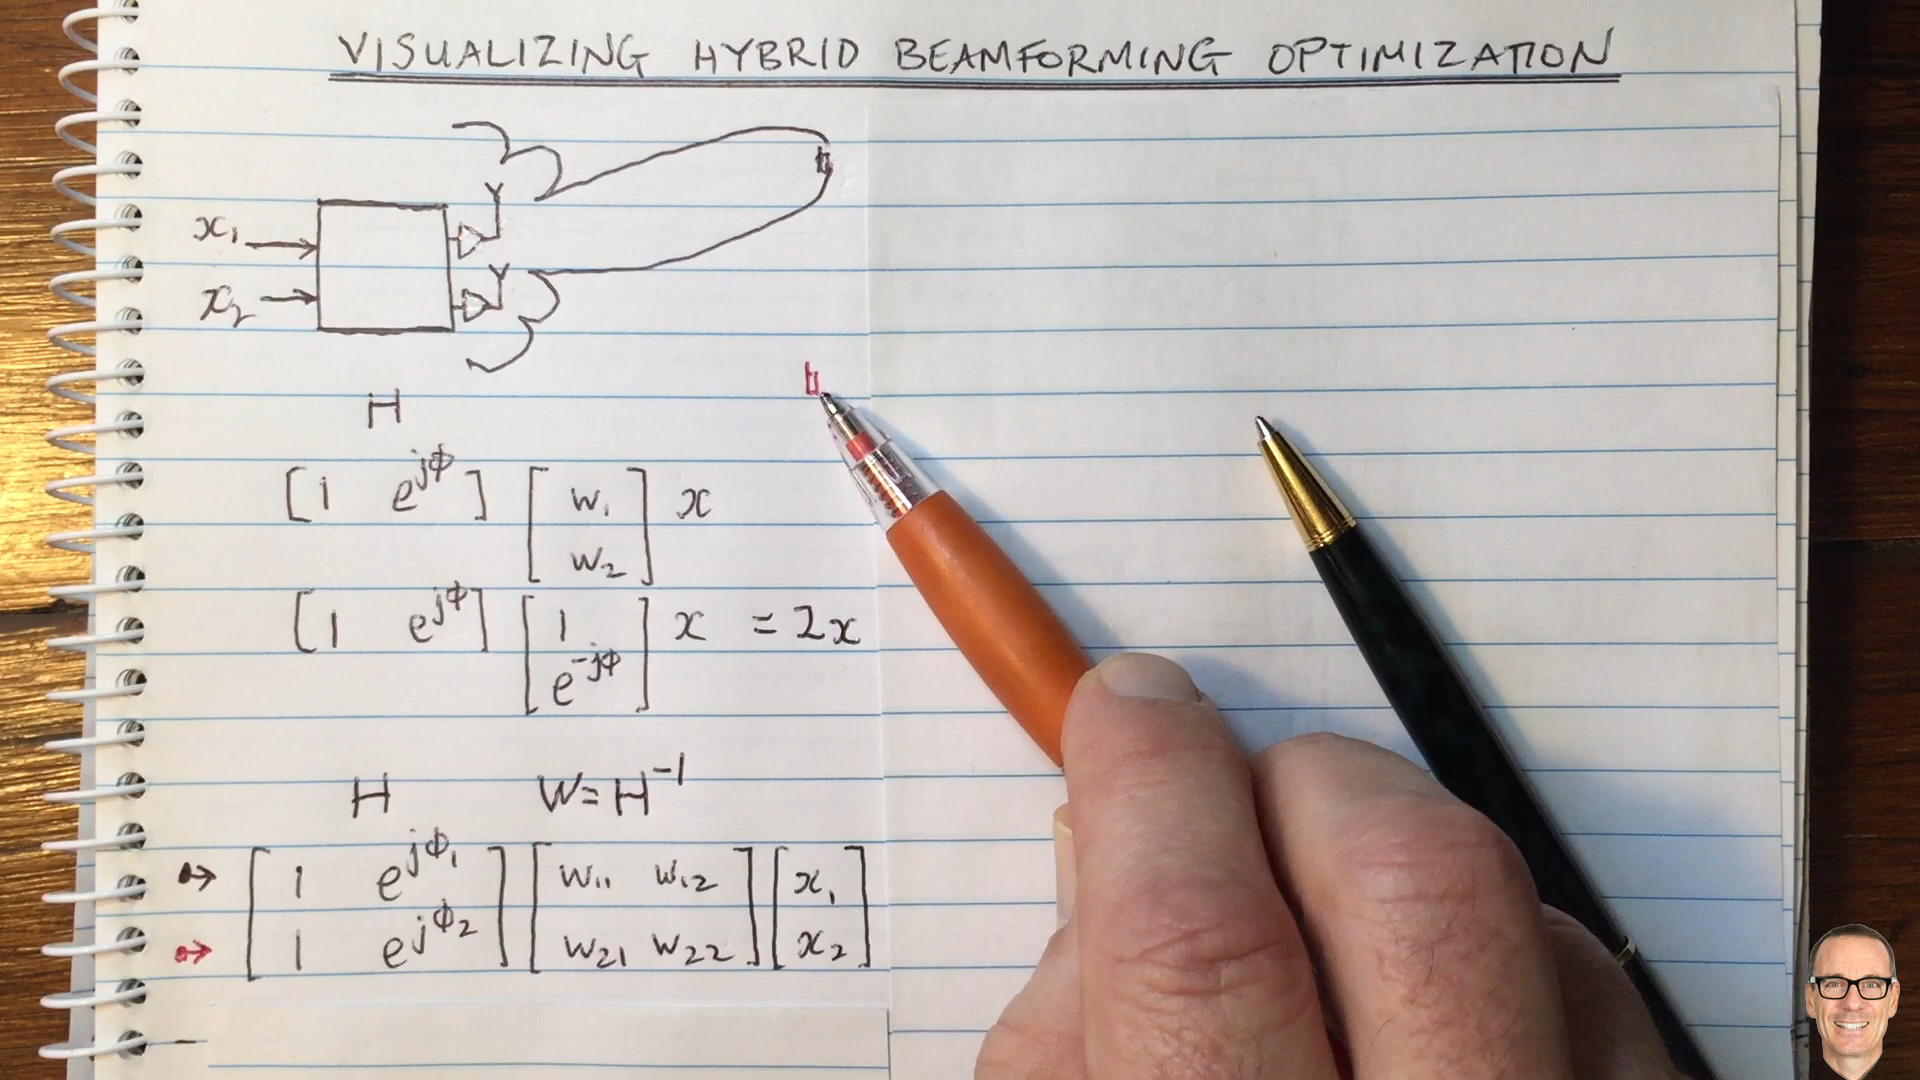 VISUALIZING HYBRID BEAMFORMING OPTIMIZATION
x₁
x₂
H
[1 e^{jϕ}] [w₁ w₂] x
[1 e^{jϕ}] [1 e^{-jϕ}] x = 2x
H W = H⁻¹
[1 e^{jϕ₁} [w₁₁ w₁₂] [x₁
1 e^{jϕ₂}] [w₂₁ w₂₂] x₂]